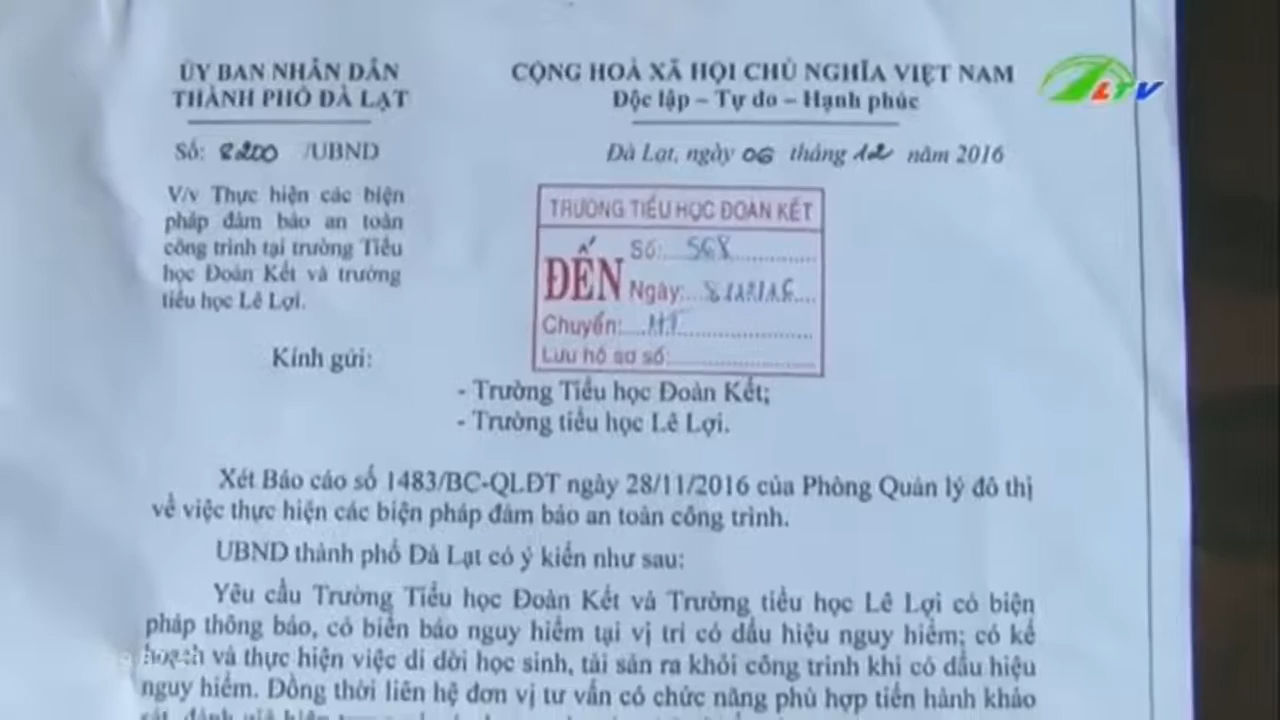 ỦY BAN NHÂN DÂN
THÀNH PHỐ ĐÀ LẠT
Số: 8200 /UBND
V/v Thực hiện các biện
pháp đảm bảo an toàn
công trình tại trường Tiểu
học Đoàn Kết và trường
tiểu học Lê Lợi.
CỘNG HOÀ XÃ HỘI CHỦ NGHĨA VIỆT NAM
Độc lập – Tự do – Hạnh phúc
Đà Lạt, ngày 06 tháng 12 năm 2016
LTV
TRƯỜNG TIỂU HỌC ĐOÀN KẾT
ĐẾN
Số: 568
Ngày:
Chuyển:
Lưu hồ sơ số:
Kính gửi:
- Trường Tiểu học Đoàn Kết;
- Trường tiểu học Lê Lợi.
Xét Báo cáo số 1483/BC-QLĐT ngày 28/11/2016 của Phòng Quản lý đô thị
về việc thực hiện các biện pháp đảm bảo an toàn công trình.
UBND thành phố Đà Lạt có ý kiến như sau:
Yêu cầu Trường Tiểu học Đoàn Kết và Trường tiểu học Lê Lợi có biện
pháp thông báo, có biển báo nguy hiểm tại vị trí có dấu hiệu nguy hiểm; có kế
hoạch và thực hiện việc di dời học sinh, tài sản ra khỏi công trình khi có dấu hiệu
nguy hiểm. Đồng thời liên hệ đơn vị tư vấn có chức năng phù hợp tiến hành khảo